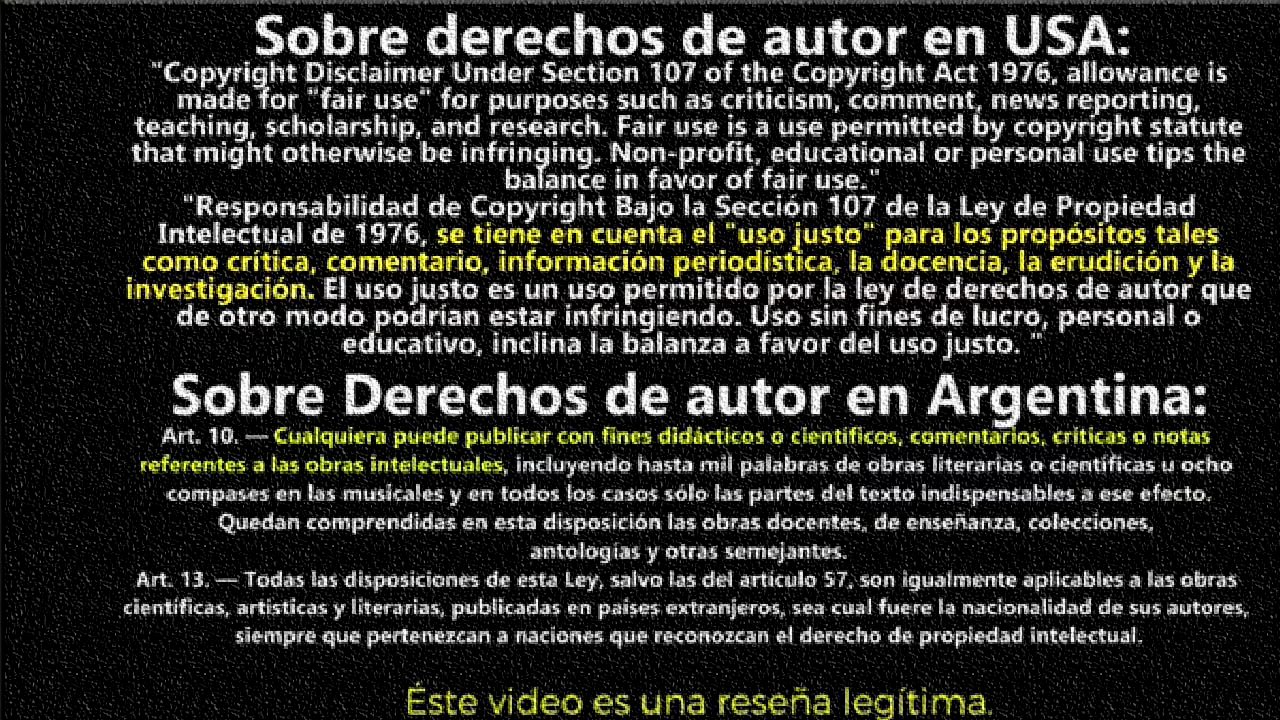 Sobre derechos de autor en USA:
"Copyright Disclaimer Under Section 107 of the Copyright Act 1976, allowance is
made for "fair use" for purposes such as criticism, comment, news reporting,
teaching, scholarship, and research. Fair use is a use permitted by copyright statute
that might otherwise be infringing. Non-profit, educational or personal use tips the
balance in favor of fair use."
"Responsabilidad de Copyright Bajo la Sección 107 de la Ley de Propiedad
Intelectual de 1976, se tiene en cuenta el "uso justo" para los propósitos tales
como crítica, comentario, información periodística, la docencia, la erudición y la
investigación. El uso justo es un uso permitido por la ley de derechos de autor que
de otro modo podrían estar infringiendo. Uso sin fines de lucro, personal o
educativo, inclina la balanza a favor del uso justo. "
Sobre Derechos de autor en Argentina:
Art. 10. — Cualquiera puede publicar con fines didácticos o científicos, comentarios, críticas o notas
referentes a las obras intelectuales, incluyendo hasta mil palabras de obras literarias o científicas u ocho
compases en las musicales y en todos los casos sólo las partes del texto indispensables a ese efecto.
Quedan comprendidas en esta disposición las obras docentes, de enseñanza, colecciones,
antologías y otras semejantes.
Art. 13. — Todas las disposiciones de esta Ley, salvo las del artículo 57, son igualmente aplicables a las obras
científicas, artísticas y literarias, publicadas en países extranjeros, sea cual fuere la nacionalidad de sus autores,
siempre que pertenezcan a naciones que reconozcan el derecho de propiedad intelectual.
Éste video es una reseña legítima.